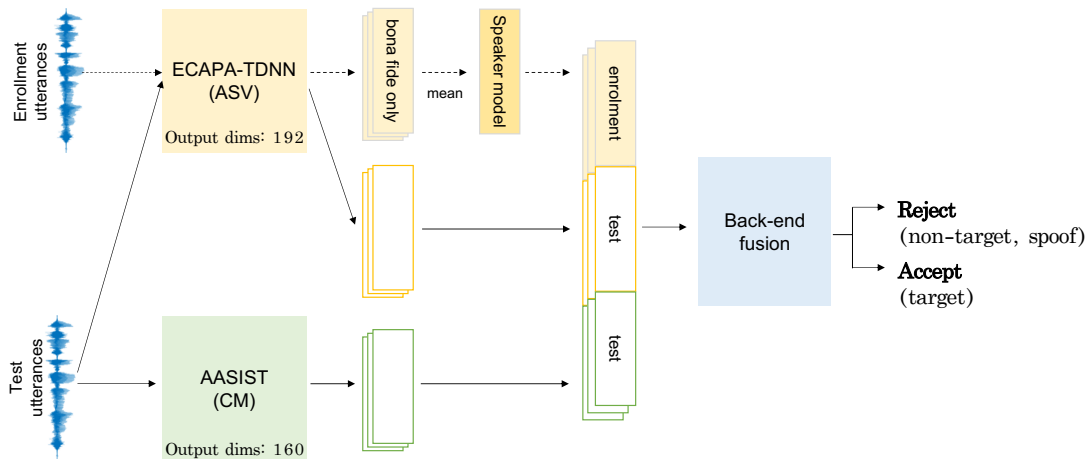 Enrollment
utterances
ECAPA-TDNN
(ASV)
Output dims: 192
bona fide only
mean
Speaker model
enrolment
test
test
Back-end
fusion
Reject
(non-target, spoof)
Accept
(target)
Test
utterances
AASIST
(CM)
Output dims: 160